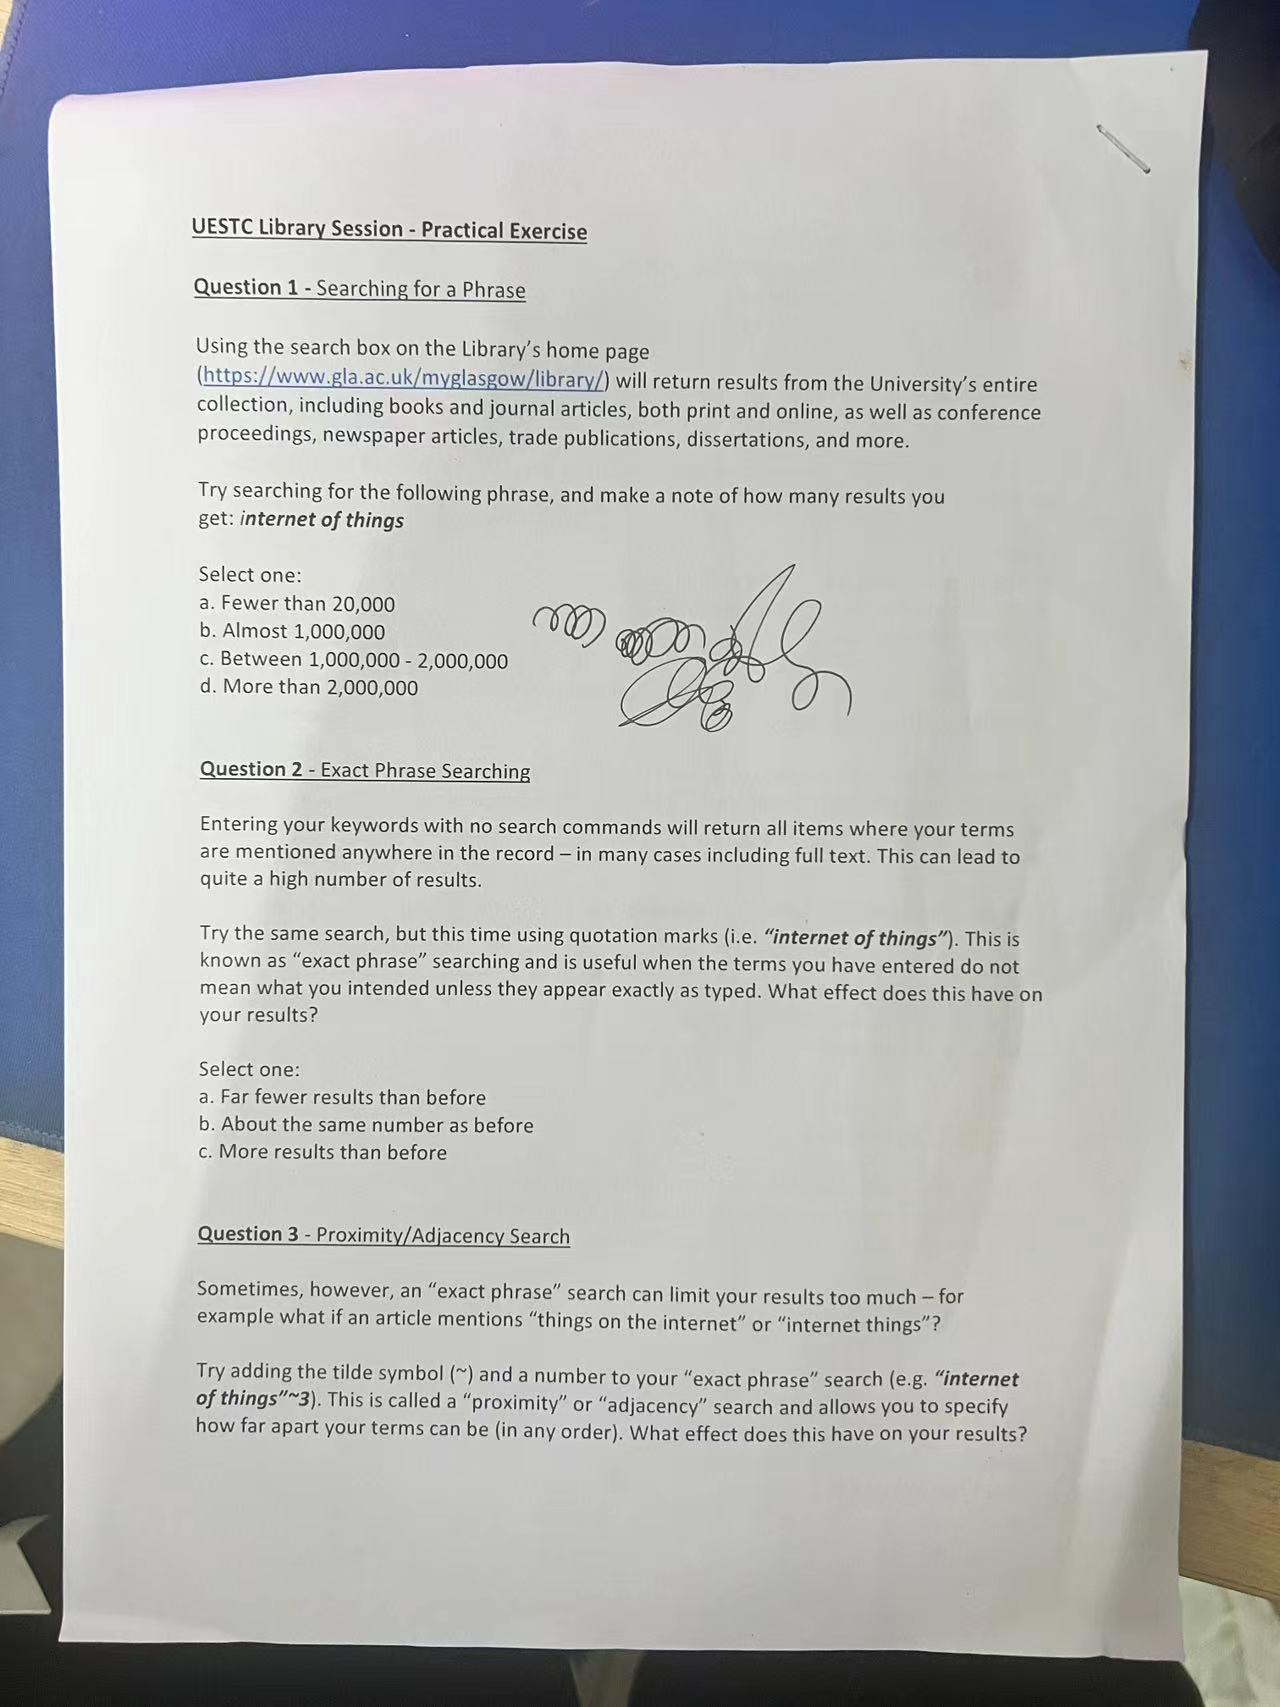 UESTC Library Session - Practical Exercise
Question 1 - Searching for a Phrase
Using the search box on the Library's home page
(https://www.gla.ac.uk/myglasgow/library/) will return results from the University's entire
collection, including books and journal articles, both print and online, as well as conference
proceedings, newspaper articles, trade publications, dissertations, and more.
Try searching for the following phrase, and make a note of how many results you
get: internet of things
Select one:
a. Fewer than 20,000
b. Almost 1,000,000
c. Between 1,000,000 - 2,000,000
d. More than 2,000,000
Question 2 - Exact Phrase Searching
Entering your keywords with no search commands will return all items where your terms
are mentioned anywhere in the record – in many cases including full text. This can lead to
quite a high number of results.
Try the same search, but this time using quotation marks (i.e. “internet of things”). This is
known as “exact phrase” searching and is useful when the terms you have entered do not
mean what you intended unless they appear exactly as typed. What effect does this have on
your results?
Select one:
a. Far fewer results than before
b. About the same number as before
c. More results than before
Question 3 - Proximity/Adjacency Search
Sometimes, however, an “exact phrase” search can limit your results too much – for
example what if an article mentions “things on the internet” or “internet things”?
Try adding the tilde symbol (~) and a number to your “exact phrase” search (e.g. “internet
of things”~3). This is called a “proximity” or “adjacency” search and allows you to specify
how far apart your terms can be (in any order). What effect does this have on your results?